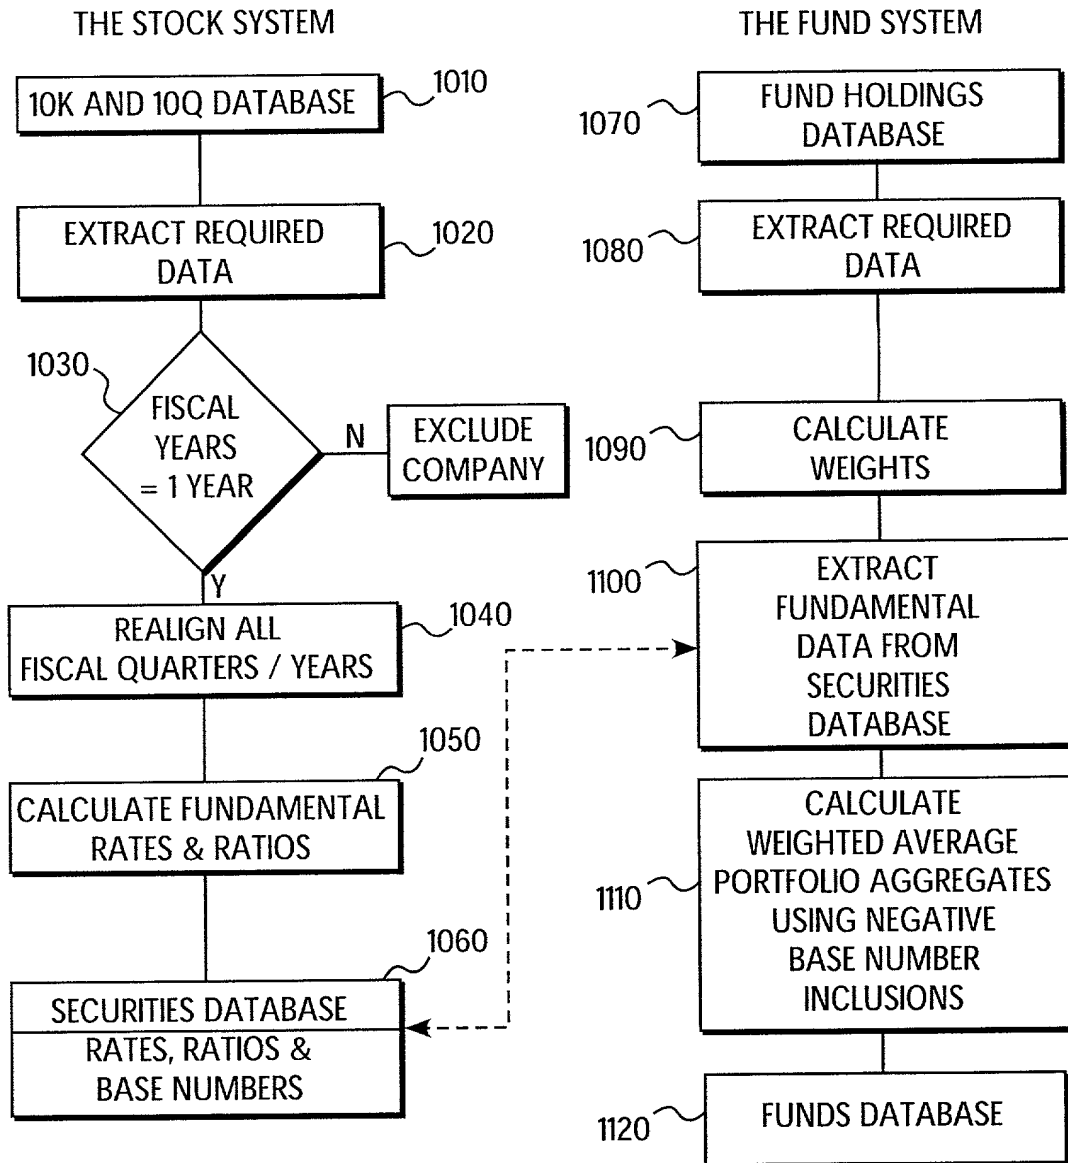 THE STOCK SYSTEM
10K AND 10Q DATABASE
1010
EXTRACT REQUIRED
DATA
1020
1030
FISCAL
YEARS
= 1 YEAR
N
EXCLUDE
COMPANY
Y
REALIGN ALL
FISCAL QUARTERS / YEARS
1040
1050
CALCULATE FUNDAMENTAL
RATES & RATIOS
1060
SECURITIES DATABASE
RATES, RATIOS &
BASE NUMBERS
THE FUND SYSTEM
1070
FUND HOLDINGS
DATABASE
1080
EXTRACT REQUIRED
DATA
1090
CALCULATE
WEIGHTS
1100
EXTRACT
FUNDAMENTAL
DATA FROM
SECURITIES
DATABASE
1110
CALCULATE
WEIGHTED AVERAGE
PORTFOLIO AGGREGATES
USING NEGATIVE
BASE NUMBER
INCLUSIONS
1120
FUNDS DATABASE